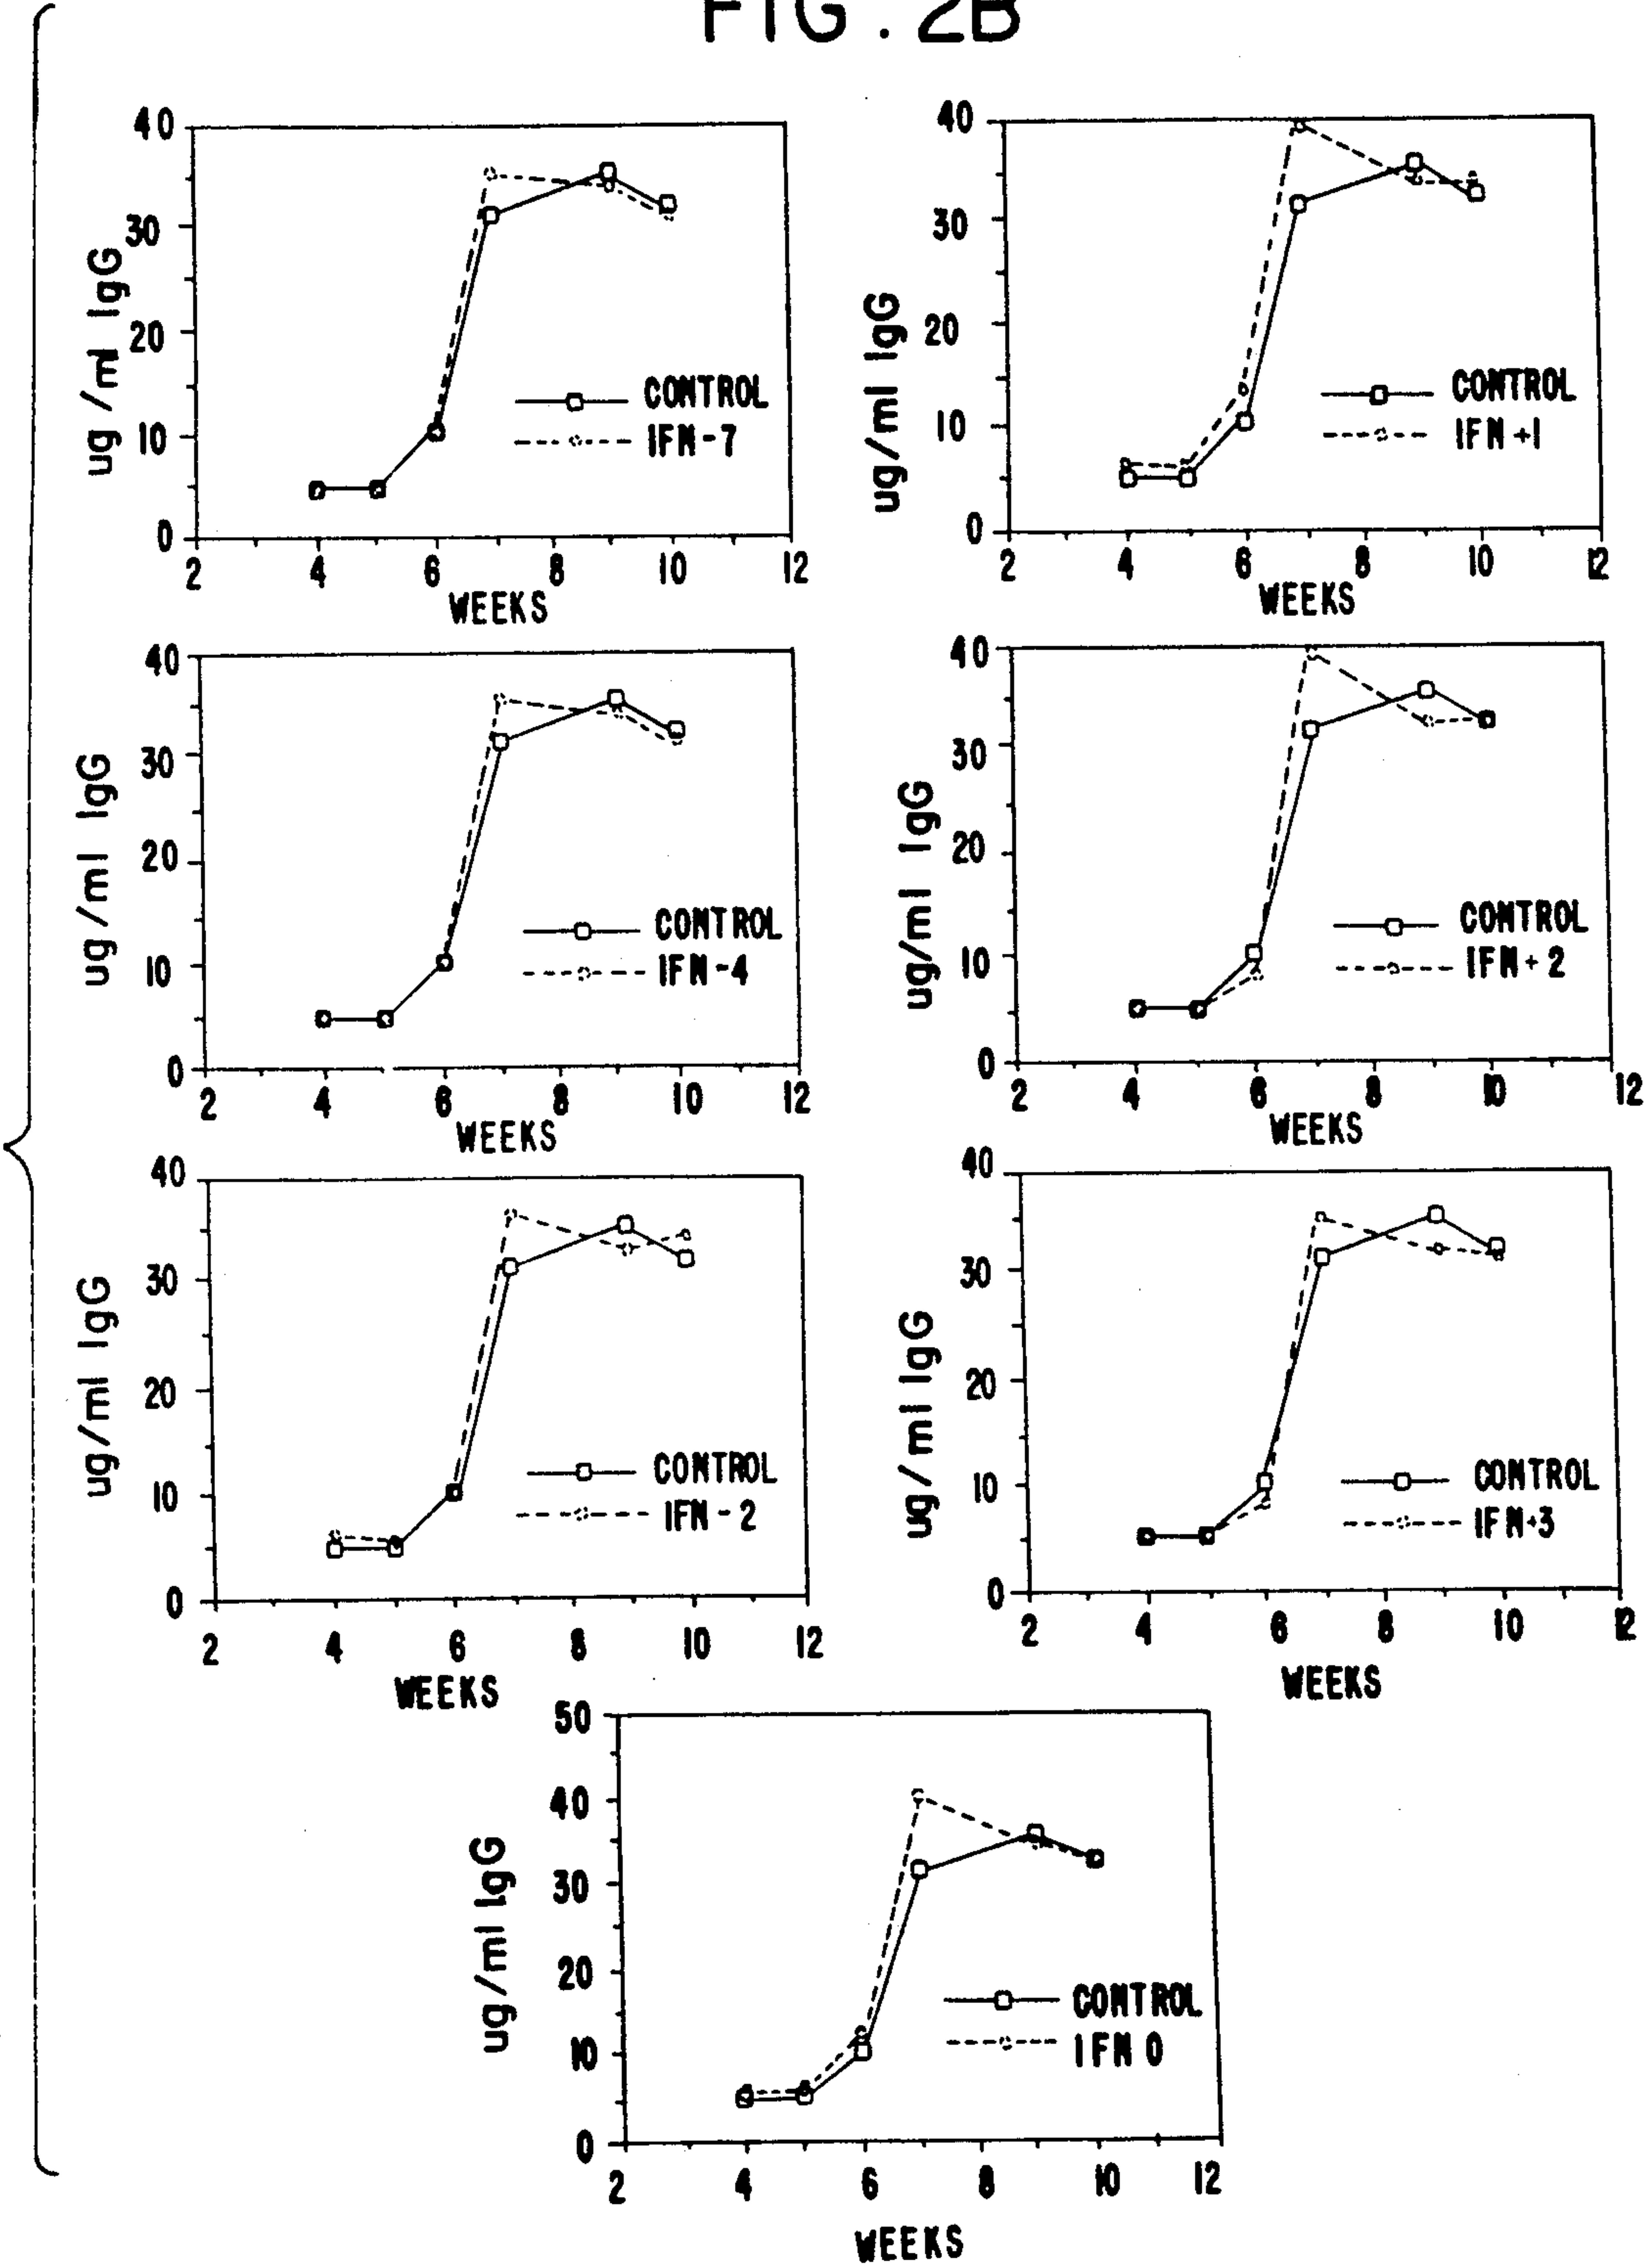 FIG. 2B
40
30
20
10
0
ug/ml IgG
CONTROL
IFN-7
2 4 6 8 10 12
WEEKS
40
30
20
10
0
ug/ml IgG
CONTROL
IFN+1
2 4 6 8 10 12
WEEKS
40
30
20
10
0
ug/ml IgG
CONTROL
IFN-4
2 4 6 8 10 12
WEEKS
40
30
20
10
0
ug/ml IgG
CONTROL
IFN+2
2 4 6 8 10 12
WEEKS
40
30
20
10
0
ug/ml IgG
CONTROL
IFN-2
2 4 6 8 10 12
WEEKS
40
30
20
10
0
ug/ml IgG
CONTROL
IFN+3
2 4 6 8 10 12
WEEKS
50
40
30
20
10
0
ug/ml IgG
CONTROL
IFN 0
2 4 6 8 10 12
WEEKS